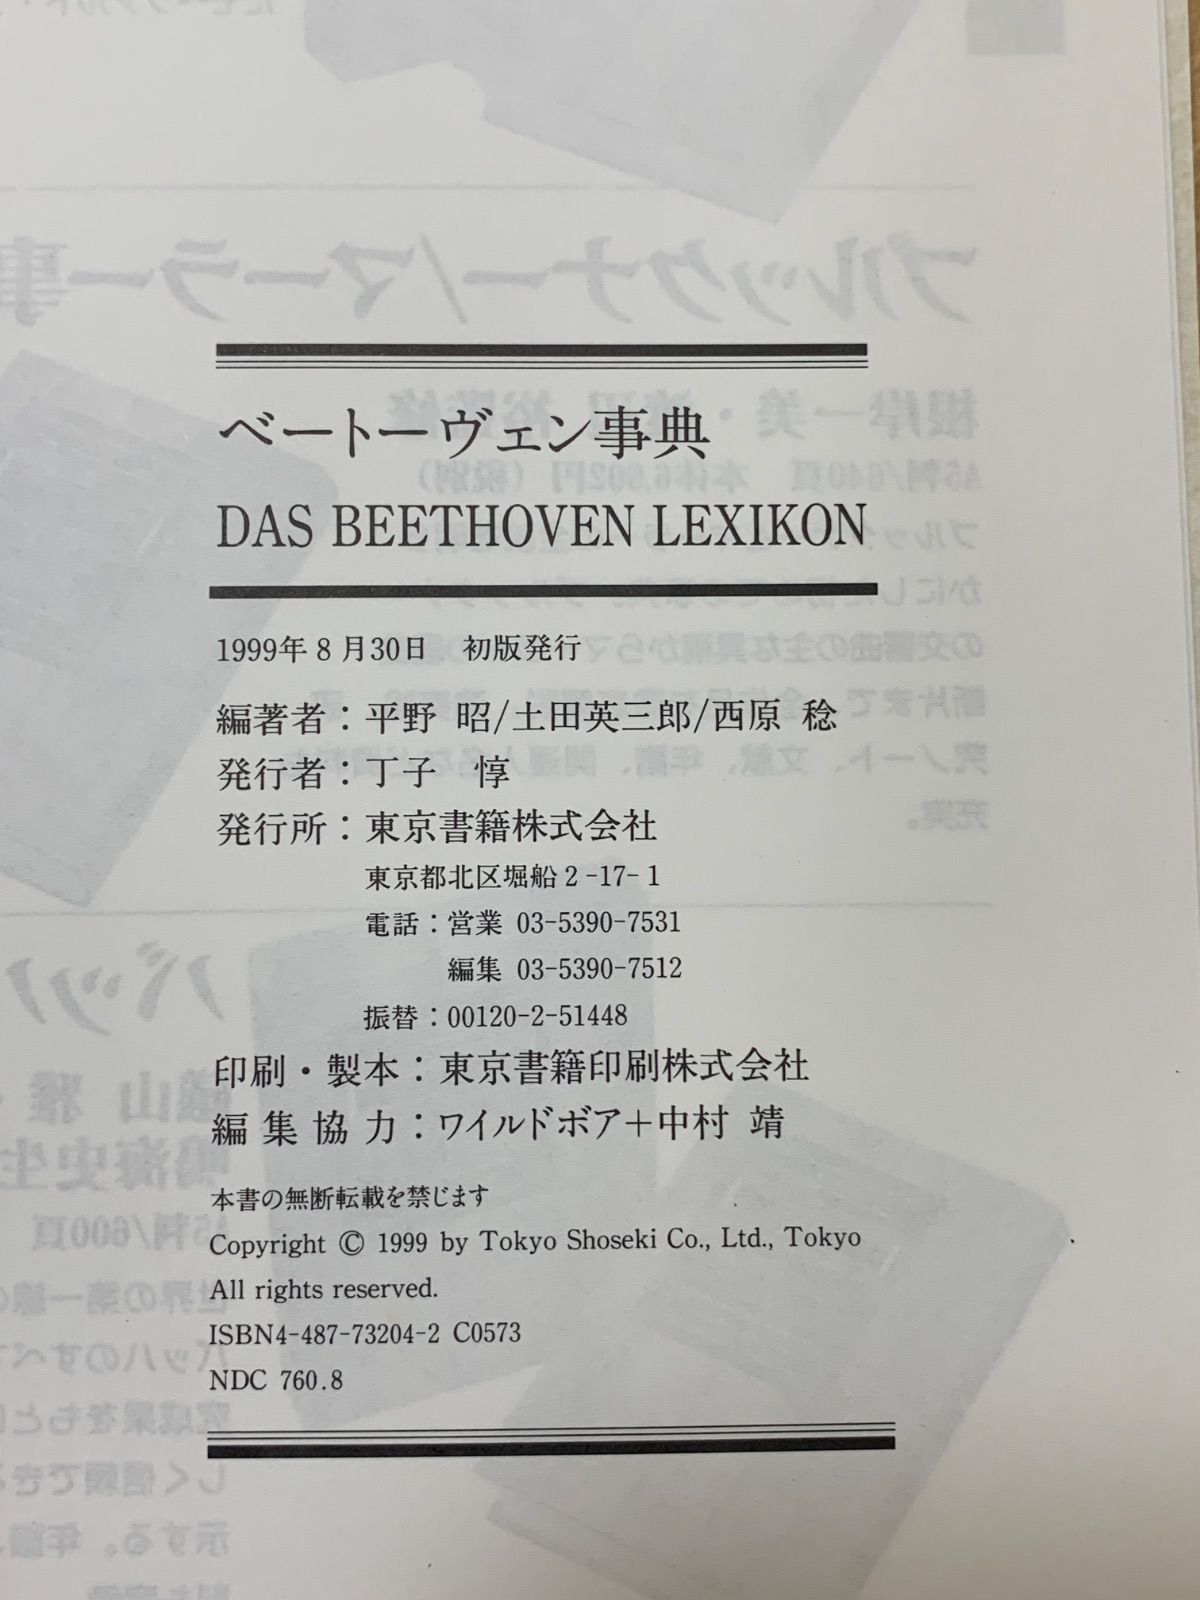 ベートーヴェン事典
DAS BEETHOVEN LEXIKON
1999年8月30日　初版発行
編著者：平野 昭/土田英三郎/西原 稔
発行者：丁子　惇
発行所：東京書籍株式会社
東京都北区堀船2-17-1
電話：営業 03-5390-7531
編集 03-5390-7512
振替：00120-2-51448
印刷・製本：東京書籍印刷株式会社
編集協力：ワイルドボア＋中村 靖
本書の無断転載を禁じます
Copyright © 1999 by Tokyo Shoseki Co., Ltd., Tokyo
All rights reserved.
ISBN4-487-73204-2 C0573
NDC 760.8